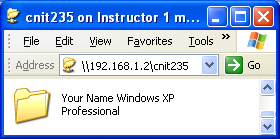 cnit235 on Instructor 1 m...
File Edit View Favorites Tools »
Address \\192.168.1.2\cnit235 Go
Your Name Windows XP
Professional